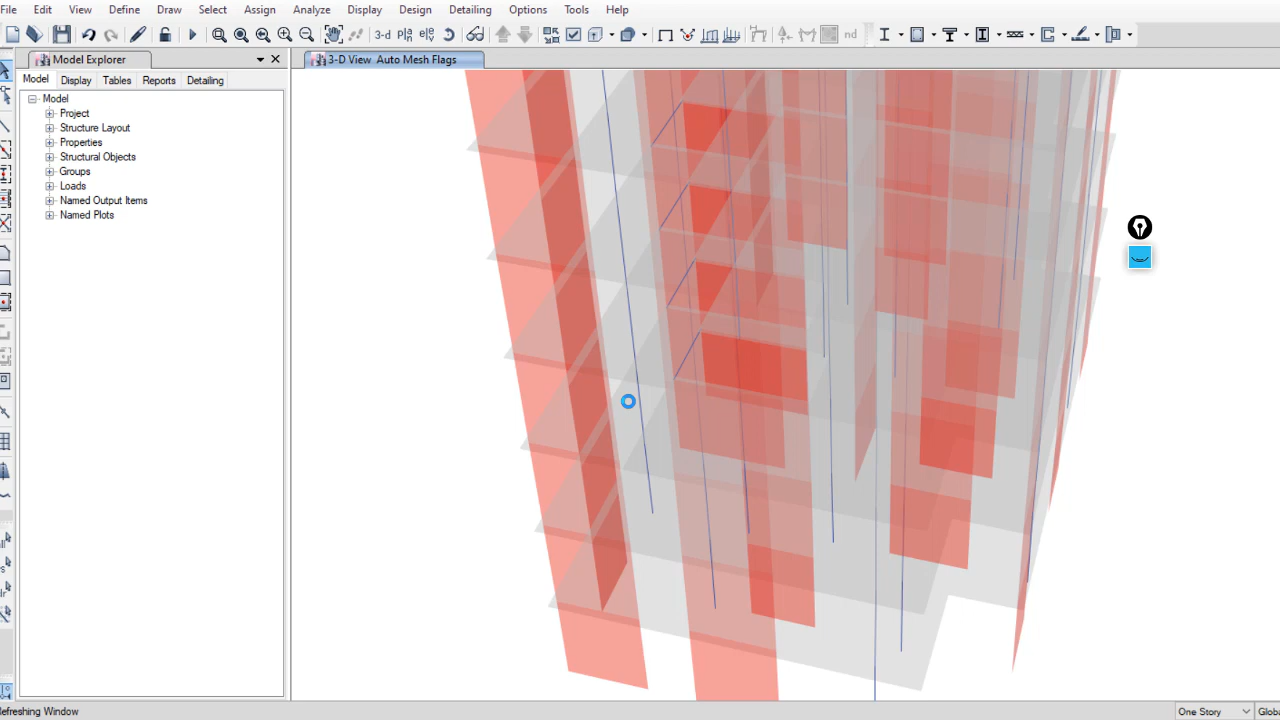 File Edit View Define Draw Select Assign Analyze Display Design Detailing Options Tools Help
3-d nd
Model Explorer
3-D View Auto Mesh Flags
Model Display Tables Reports Detailing
Model
Project
Structure Layout
Properties
Structural Objects
Groups
Loads
Named Output Items
Named Plots
Refreshing Window One Story